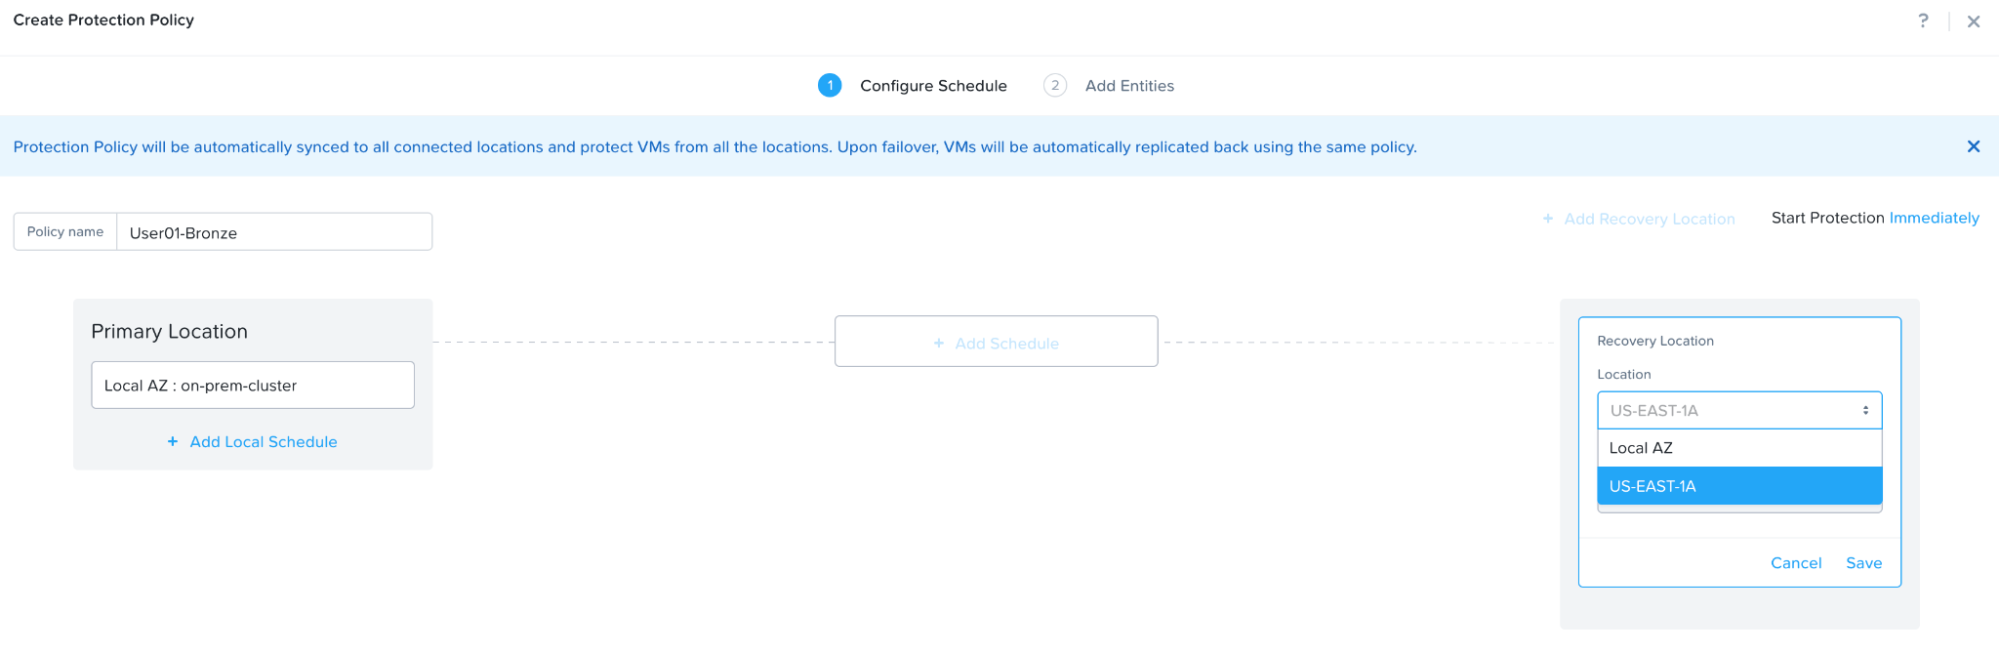 Create Protection Policy
?
1 Configure Schedule 2 Add Entities
Protection Policy will be automatically synced to all connected locations and protect VMs from all the locations. Upon failover, VMs will be automatically replicated back using the same policy.
Policy name User01-Bronze
+ Add Recovery Location Start Protection Immediately
Primary Location
Local AZ : on-prem-cluster
+ Add Local Schedule
+ Add Schedule
Recovery Location
Location
US-EAST-1A
Local AZ
US-EAST-1A
Cancel Save